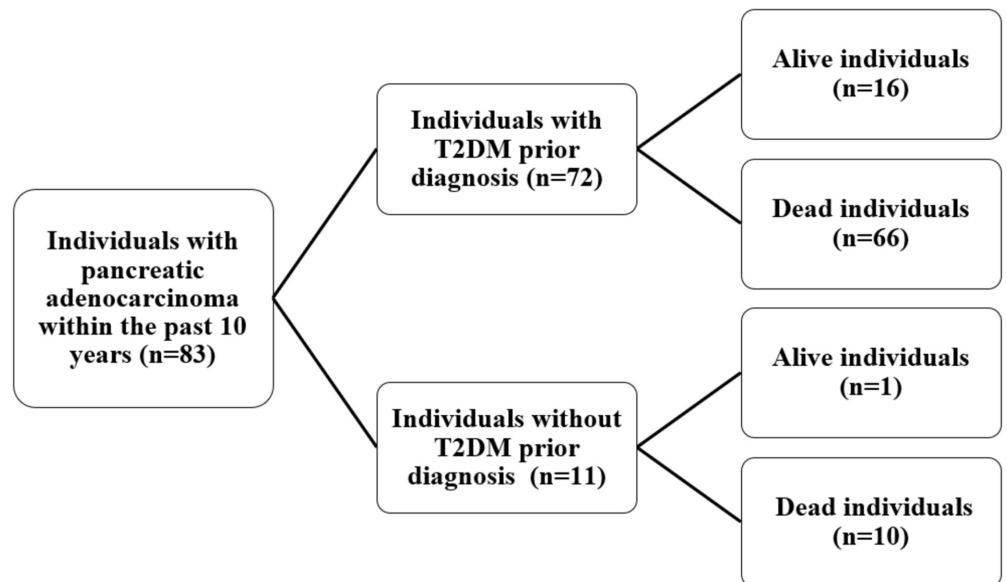 Individuals with
pancreatic
adenocarcinoma
within the past 10
years (n=83)
Individuals with
T2DM prior
diagnosis (n=72)
Alive individuals
(n=16)
Dead individuals
(n=66)
Individuals without
T2DM prior
diagnosis (n=11)
Alive individuals
(n=1)
Dead individuals
(n=10)